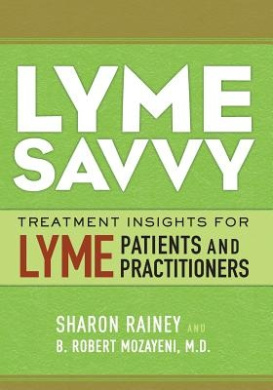 LYME
SAVVY
TREATMENT INSIGHTS FOR
LYME PATIENTS AND
PRACTITIONERS
SHARON RAINEY AND
B. ROBERT MOZAYENI, M.D.